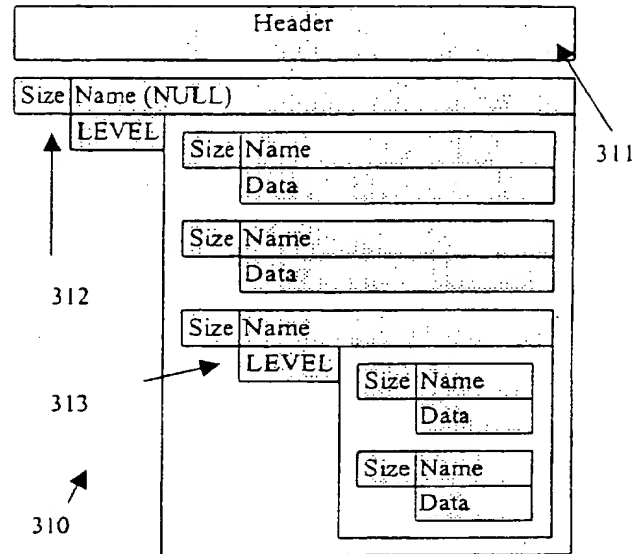 Header
Size Name (NULL)
LEVEL
311
Size Name
Data
Size Name
Data
312
Size Name
LEVEL
Size Name
313
Data
Size Name
Data
310